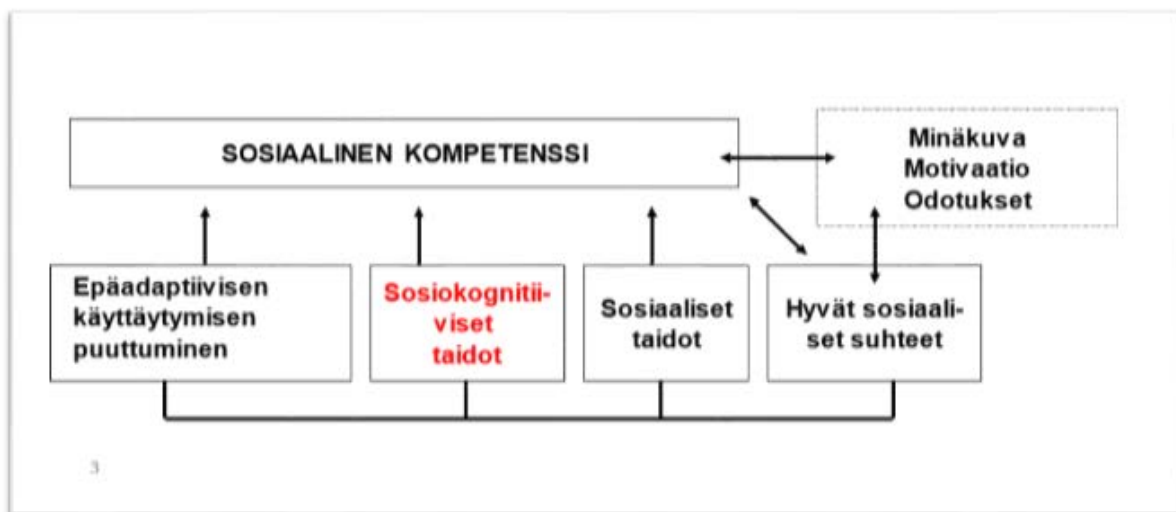 SOSIAALINEN KOMPETENSSI
Minäkuva
Motivaatio
Odotukset
Epäadaptiivisen
käyttäytymisen
puuttuminen
Sosiokognitii-
viset
taidot
Sosiaaliset
taidot
Hyvät sosiaali-
set suhteet
3